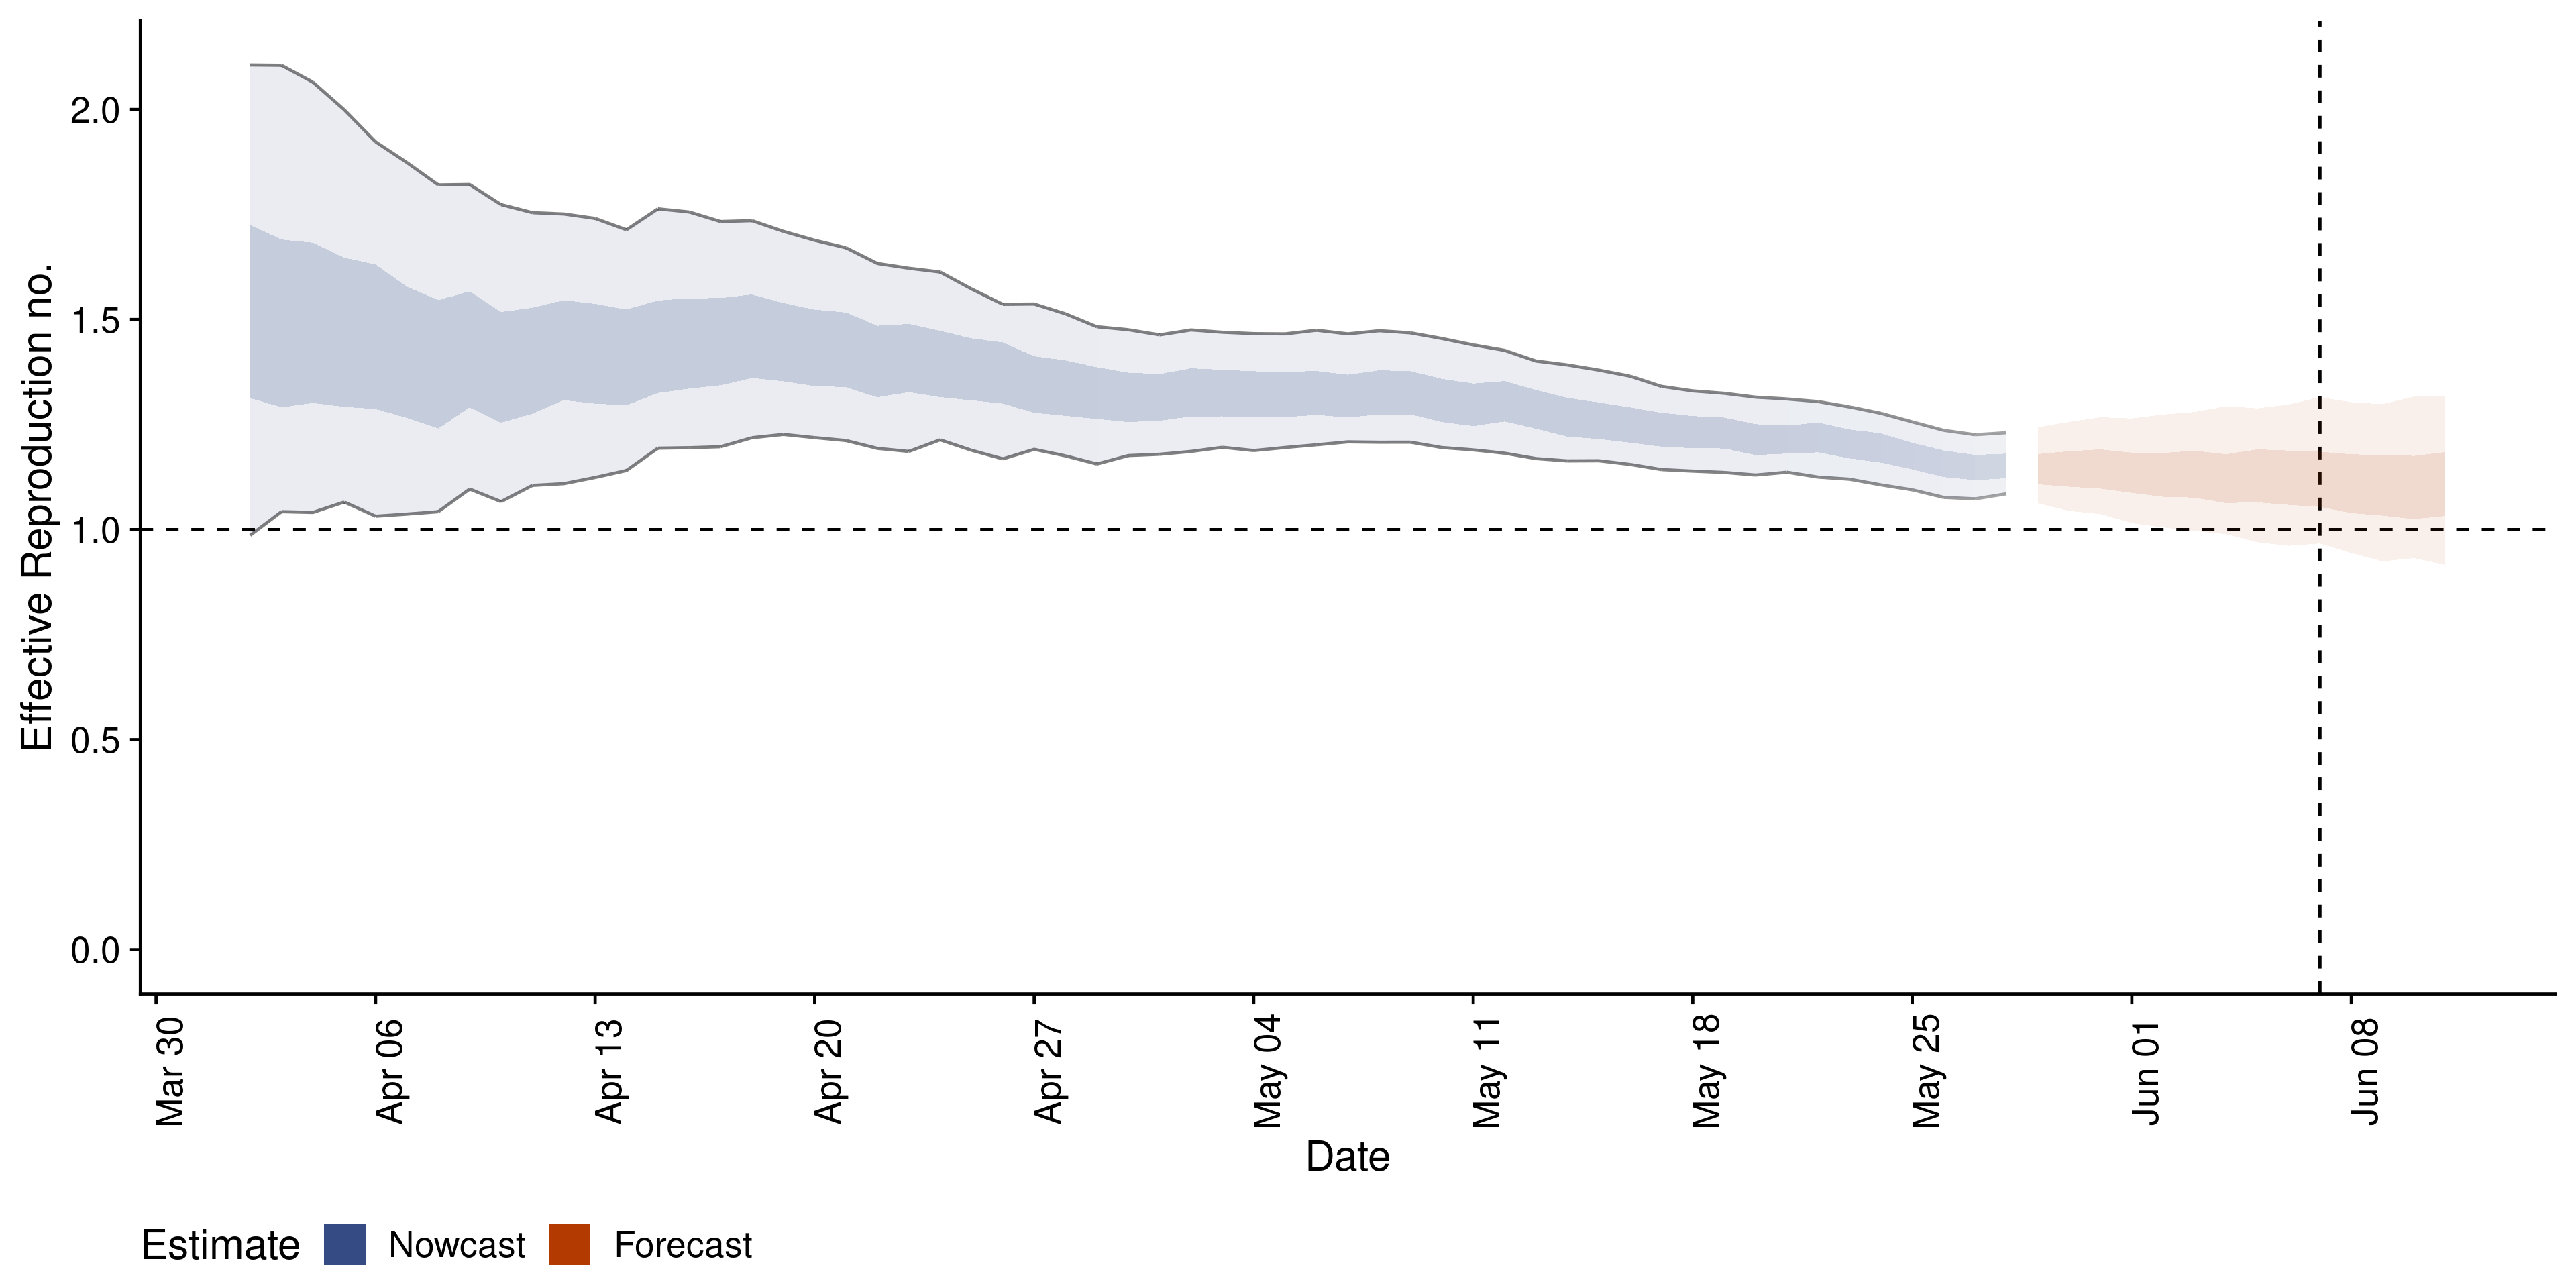 Effective Reproduction no.
2.0
1.5
1.0
0.5
0.0
Mar 30
Apr 06
Apr 13
Apr 20
Apr 27
May 04
May 11
May 18
May 25
Jun 01
Jun 08
Date
Estimate Nowcast Forecast